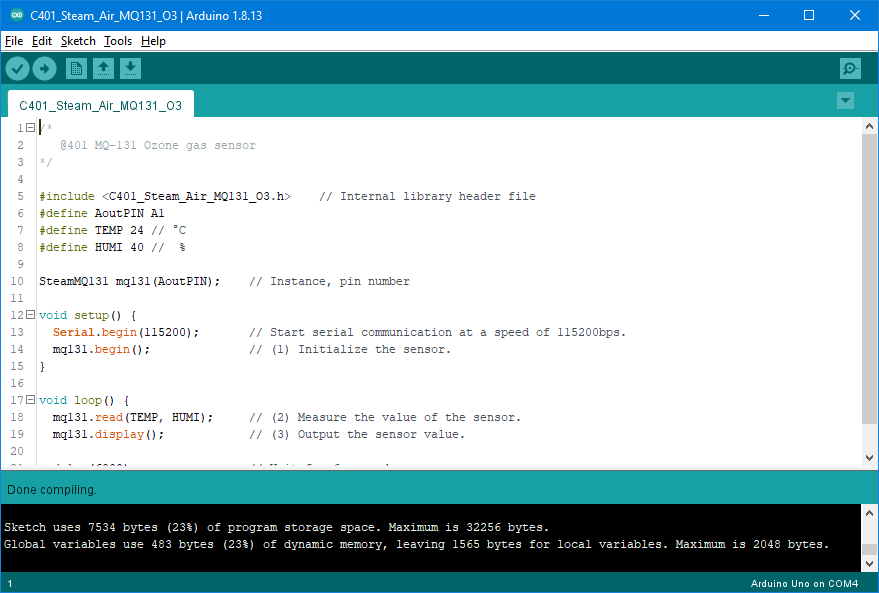 C401_Steam_Air_MQ131_O3 | Arduino 1.8.13
File Edit Sketch Tools Help
C401_Steam_Air_MQ131_O3
1 /*
2 @401 MQ-131 Ozone gas sensor
3 */
4
5 #include <C401_Steam_Air_MQ131_O3.h> // Internal library header file
6 #define AoutPIN A1
7 #define TEMP 24 // °C
8 #define HUMI 40 // %
9
10 SteamMQ131 mq131(AoutPIN); // Instance, pin number
11
12 void setup() {
13 Serial.begin(115200); // Start serial communication at a speed of 115200bps.
14 mq131.begin(); // (1) Initialize the sensor.
15 }
16
17 void loop() {
18 mq131.read(TEMP, HUMI); // (2) Measure the value of the sensor.
19 mq131.display(); // (3) Output the sensor value.
20
Done compiling.
Sketch uses 7534 bytes (23%) of program storage space. Maximum is 32256 bytes.
Global variables use 483 bytes (23%) of dynamic memory, leaving 1565 bytes for local variables. Maximum is 2048 bytes.
1 Arduino Uno on COM4